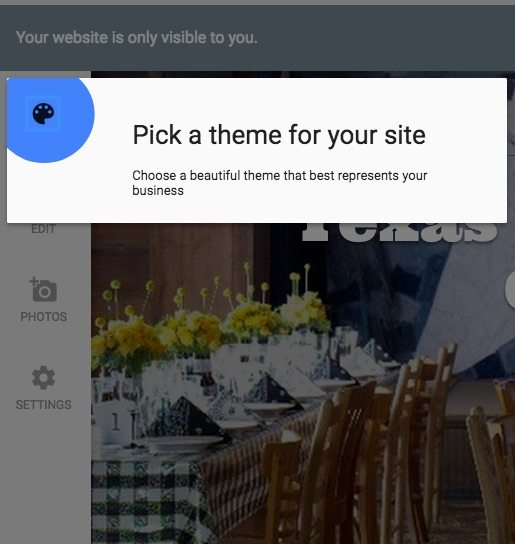 Your website is only visible to you.
Pick a theme for your site
Choose a beautiful theme that best represents your
business
Texas
EDIT
PHOTOS
1
SETTINGS